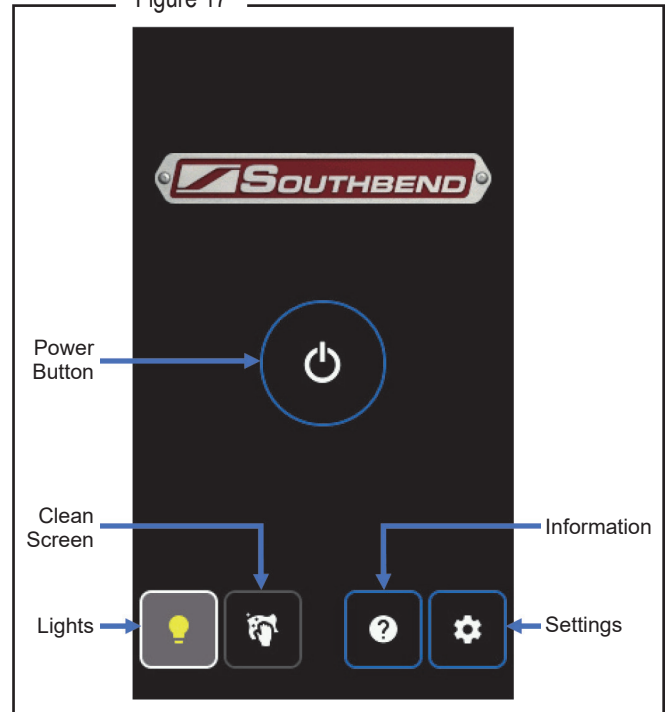 Figure 17
SOUTHBEND
Power
Button
Clean
Screen
Information
Lights
Settings